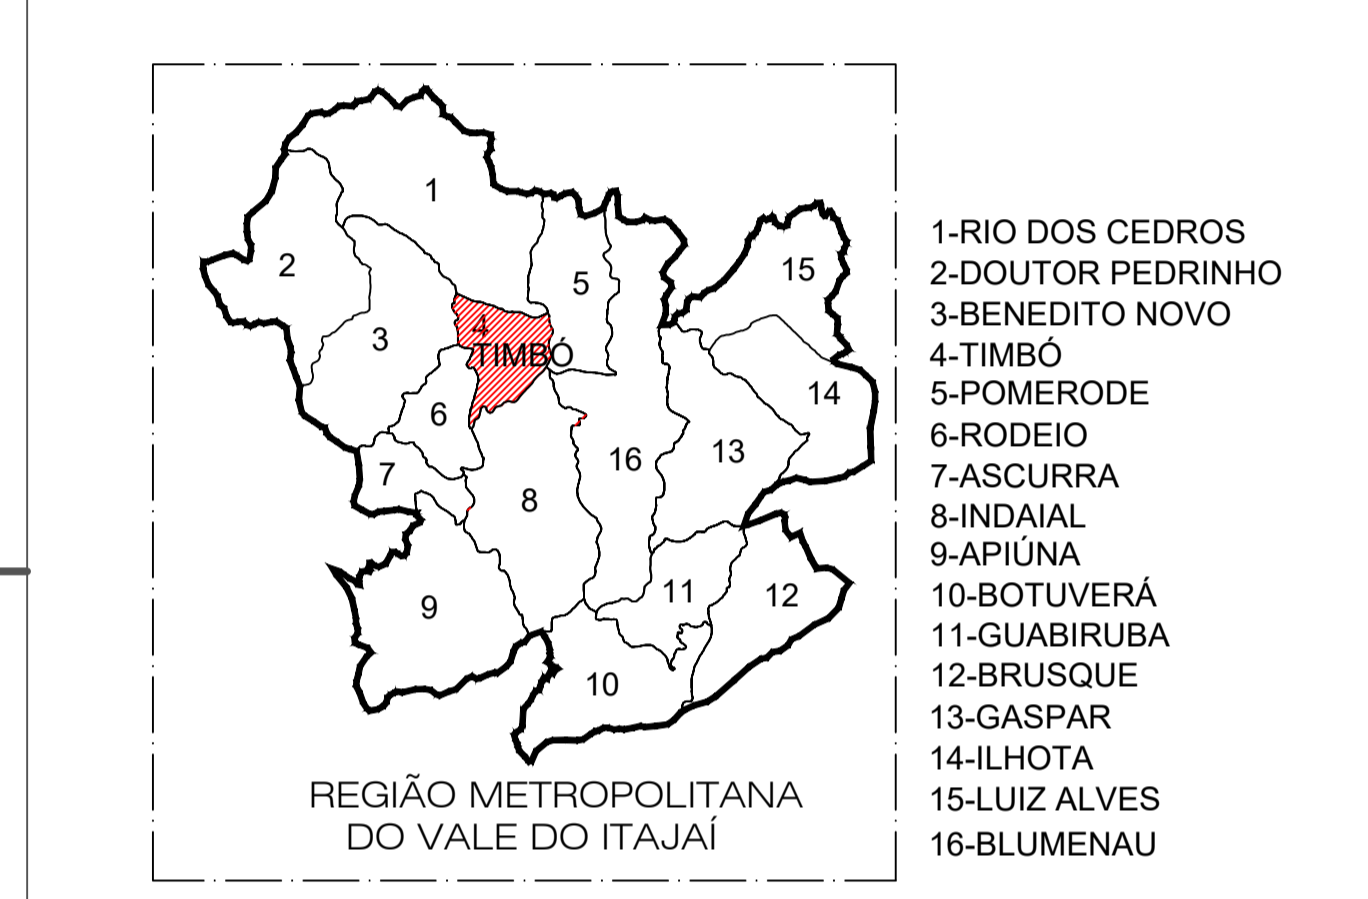 1
15
2
5
4
3
TIMBÓ
14
6
13
16
7
8
11
12
9
10
REGIÃO METROPOLITANA
DO VALE DO ITAJAÍ
1-RIO DOS CEDROS
2-DOUTOR PEDRINHO
3-BENEDITO NOVO
4-TIMBÓ
5-POMERODE
6-RODEIO
7-ASCURRA
8-INDAIAL
9-APIÚNA
10-BOTUVERÁ
11-GUABIRUBA
12-BRUSQUE
13-GASPAR
14-ILHOTA
15-LUIZ ALVES
16-BLUMENAU